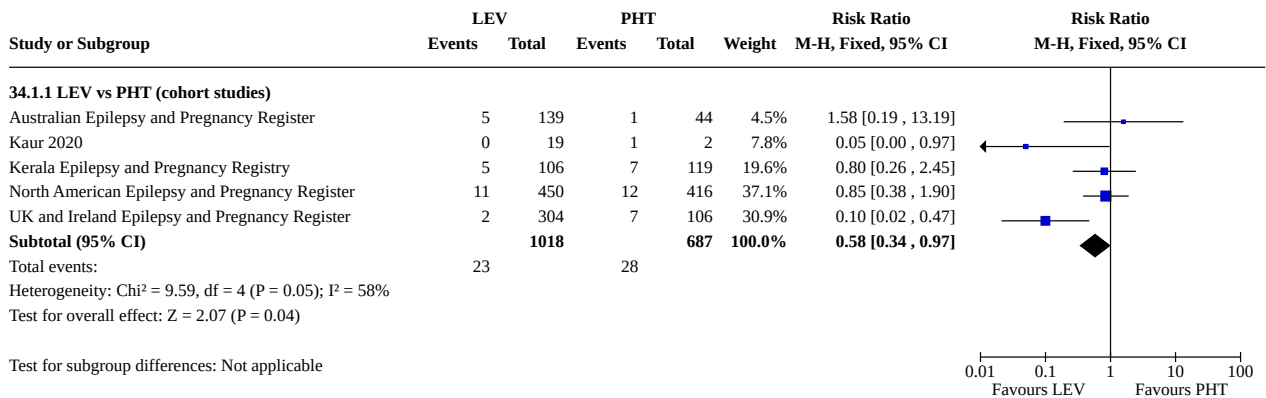 LEV PHT Risk Ratio Risk Ratio
Study or Subgroup Events Total Events Total Weight M-H, Fixed, 95% CI M-H, Fixed, 95% CI
34.1.1 LEV vs PHT (cohort studies)
Australian Epilepsy and Pregnancy Register 5 139 1 44 4.5% 1.58 [0.19 , 13.19]
Kaur 2020 0 19 1 2 7.8% 0.05 [0.00 , 0.97]
Kerala Epilepsy and Pregnancy Registry 5 106 7 119 19.6% 0.80 [0.26 , 2.45]
North American Epilepsy and Pregnancy Register 11 450 12 416 37.1% 0.85 [0.38 , 1.90]
UK and Ireland Epilepsy and Pregnancy Register 2 304 7 106 30.9% 0.10 [0.02 , 0.47]
Subtotal (95% CI) 1018 687 100.0% 0.58 [0.34 , 0.97]
Total events: 23 28
Heterogeneity: Chi² = 9.59, df = 4 (P = 0.05); I² = 58%
Test for overall effect: Z = 2.07 (P = 0.04)
Test for subgroup differences: Not applicable
0.01 0.1 1 10 100
Favours LEV Favours PHT